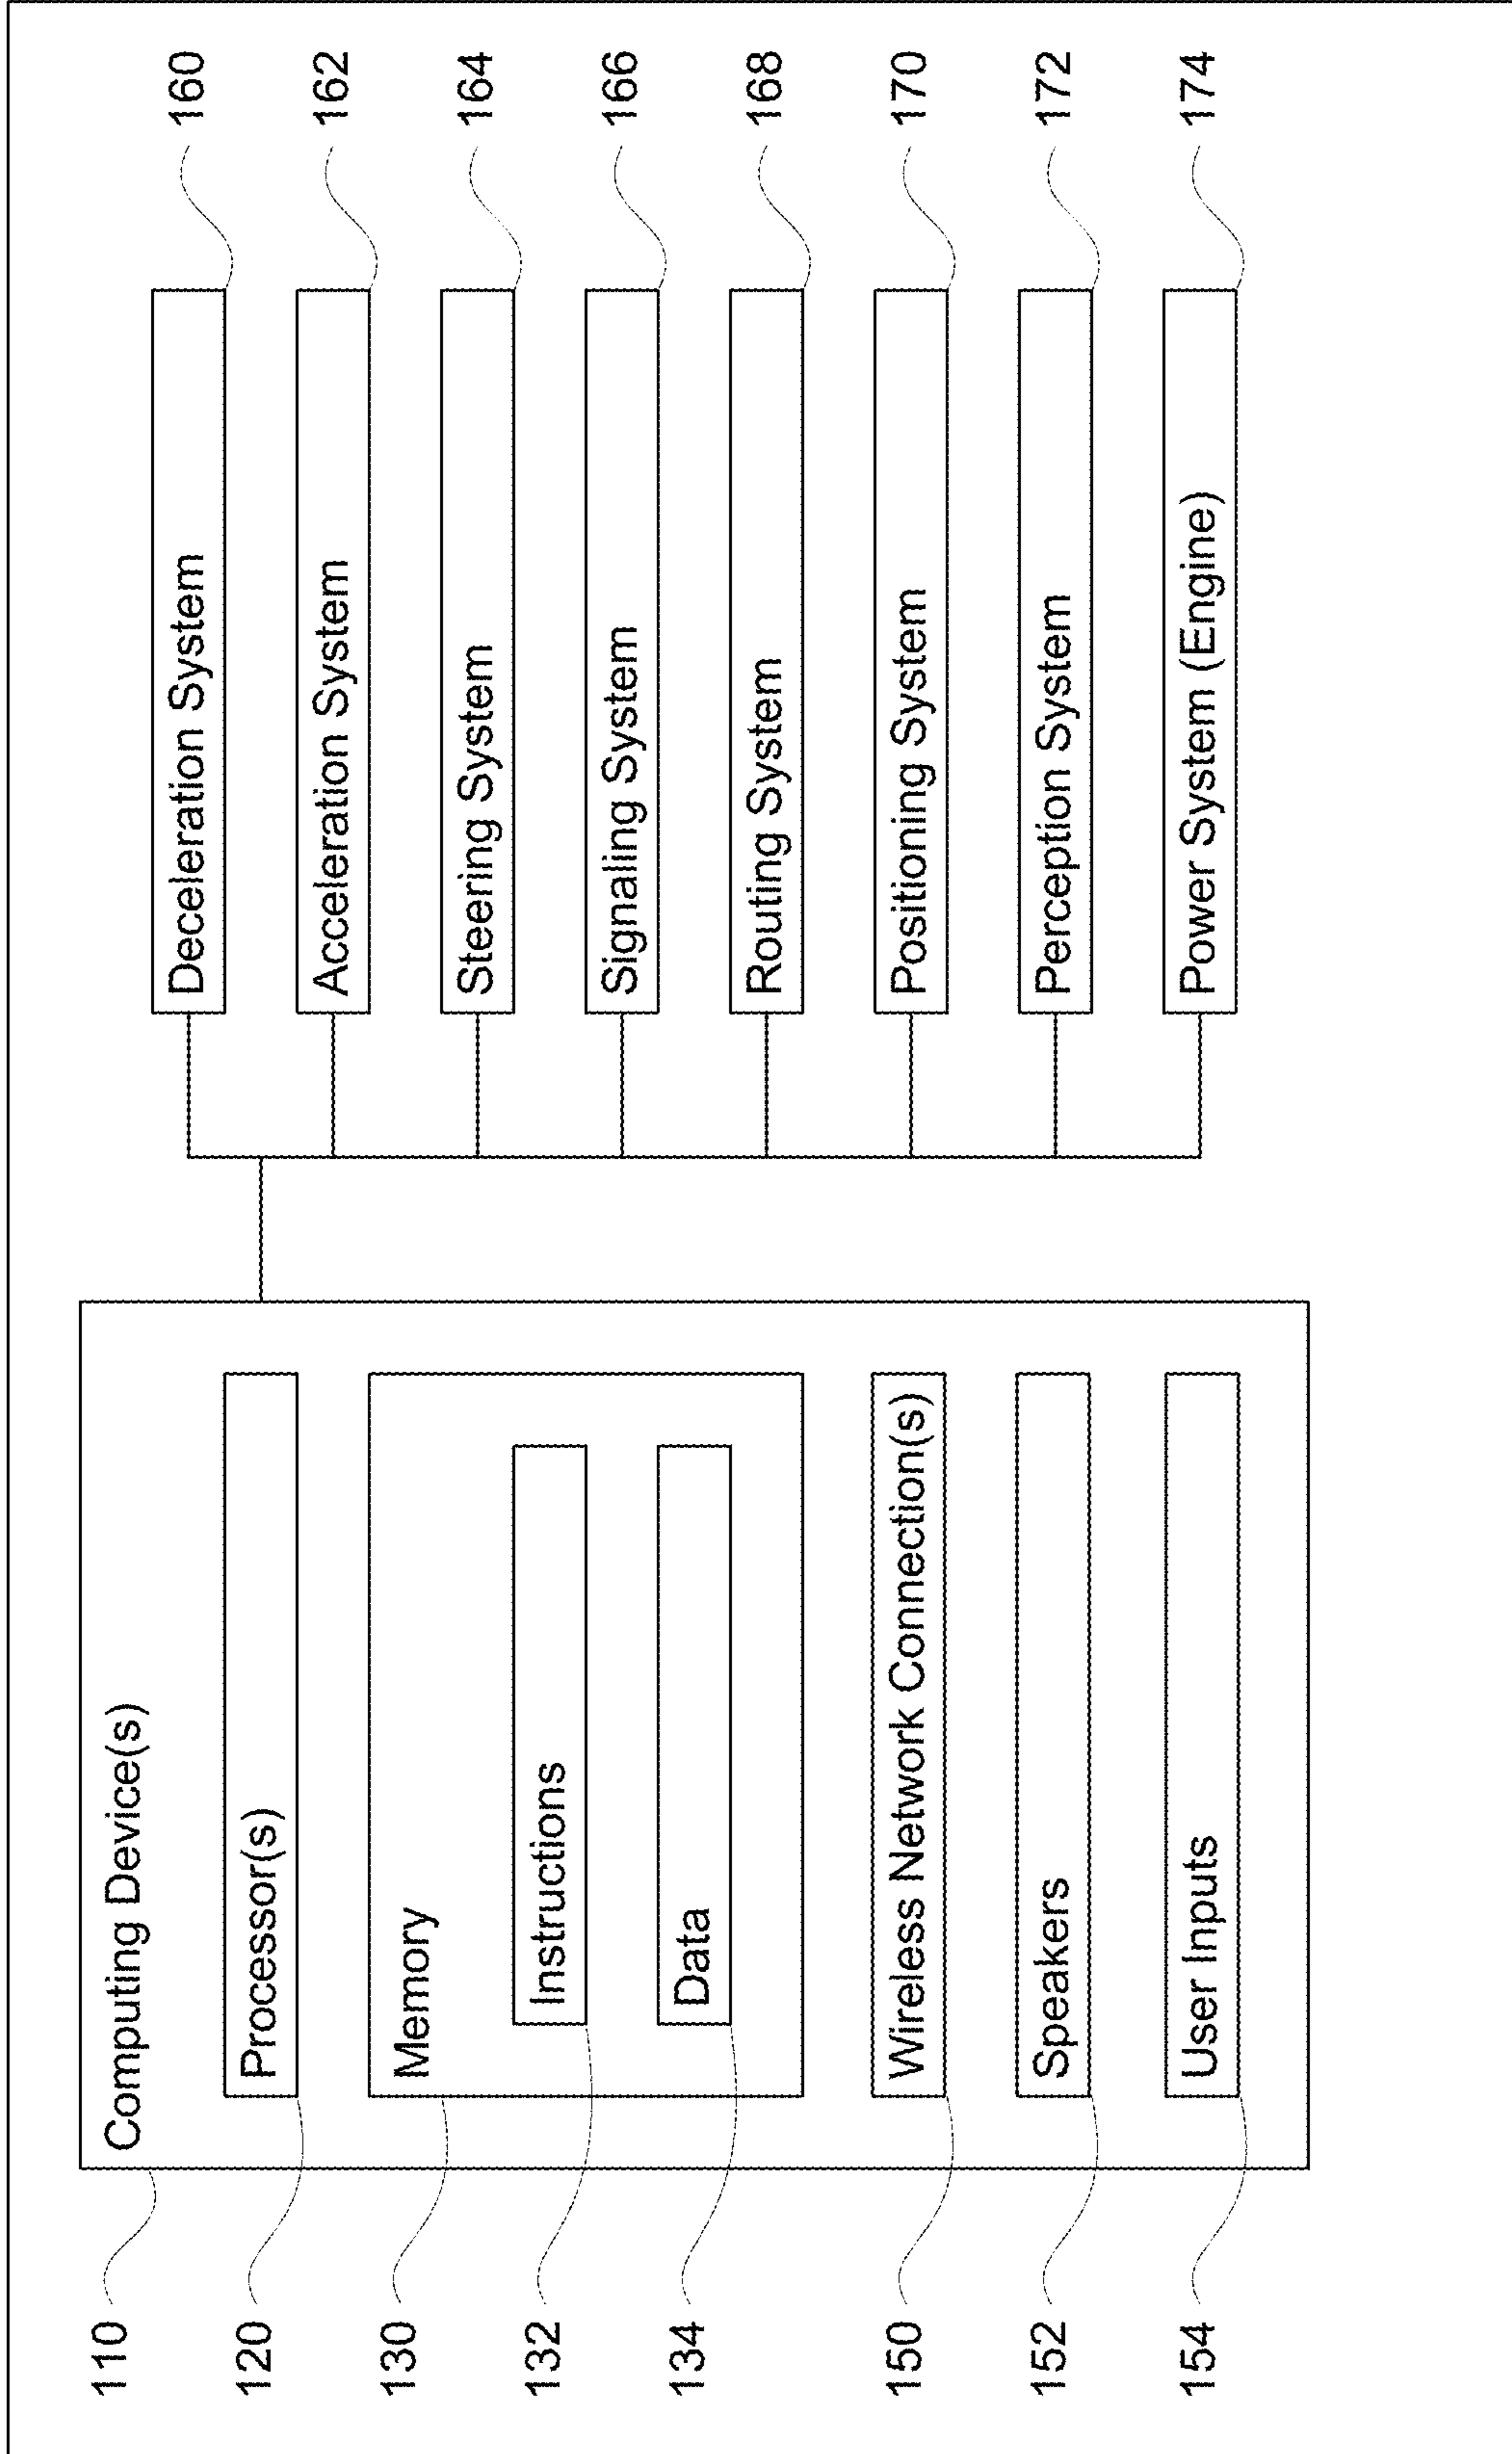 110
Computing Device(s)
120
Processor(s)
130
Memory
132
Instructions
134
Data
150
Wireless Network Connection(s)
152
Speakers
154
User Inputs
Deceleration System
160
Acceleration System
162
Steering System
164
Signaling System
166
Routing System
168
Positioning System
170
Perception System
172
Power System (Engine)
174